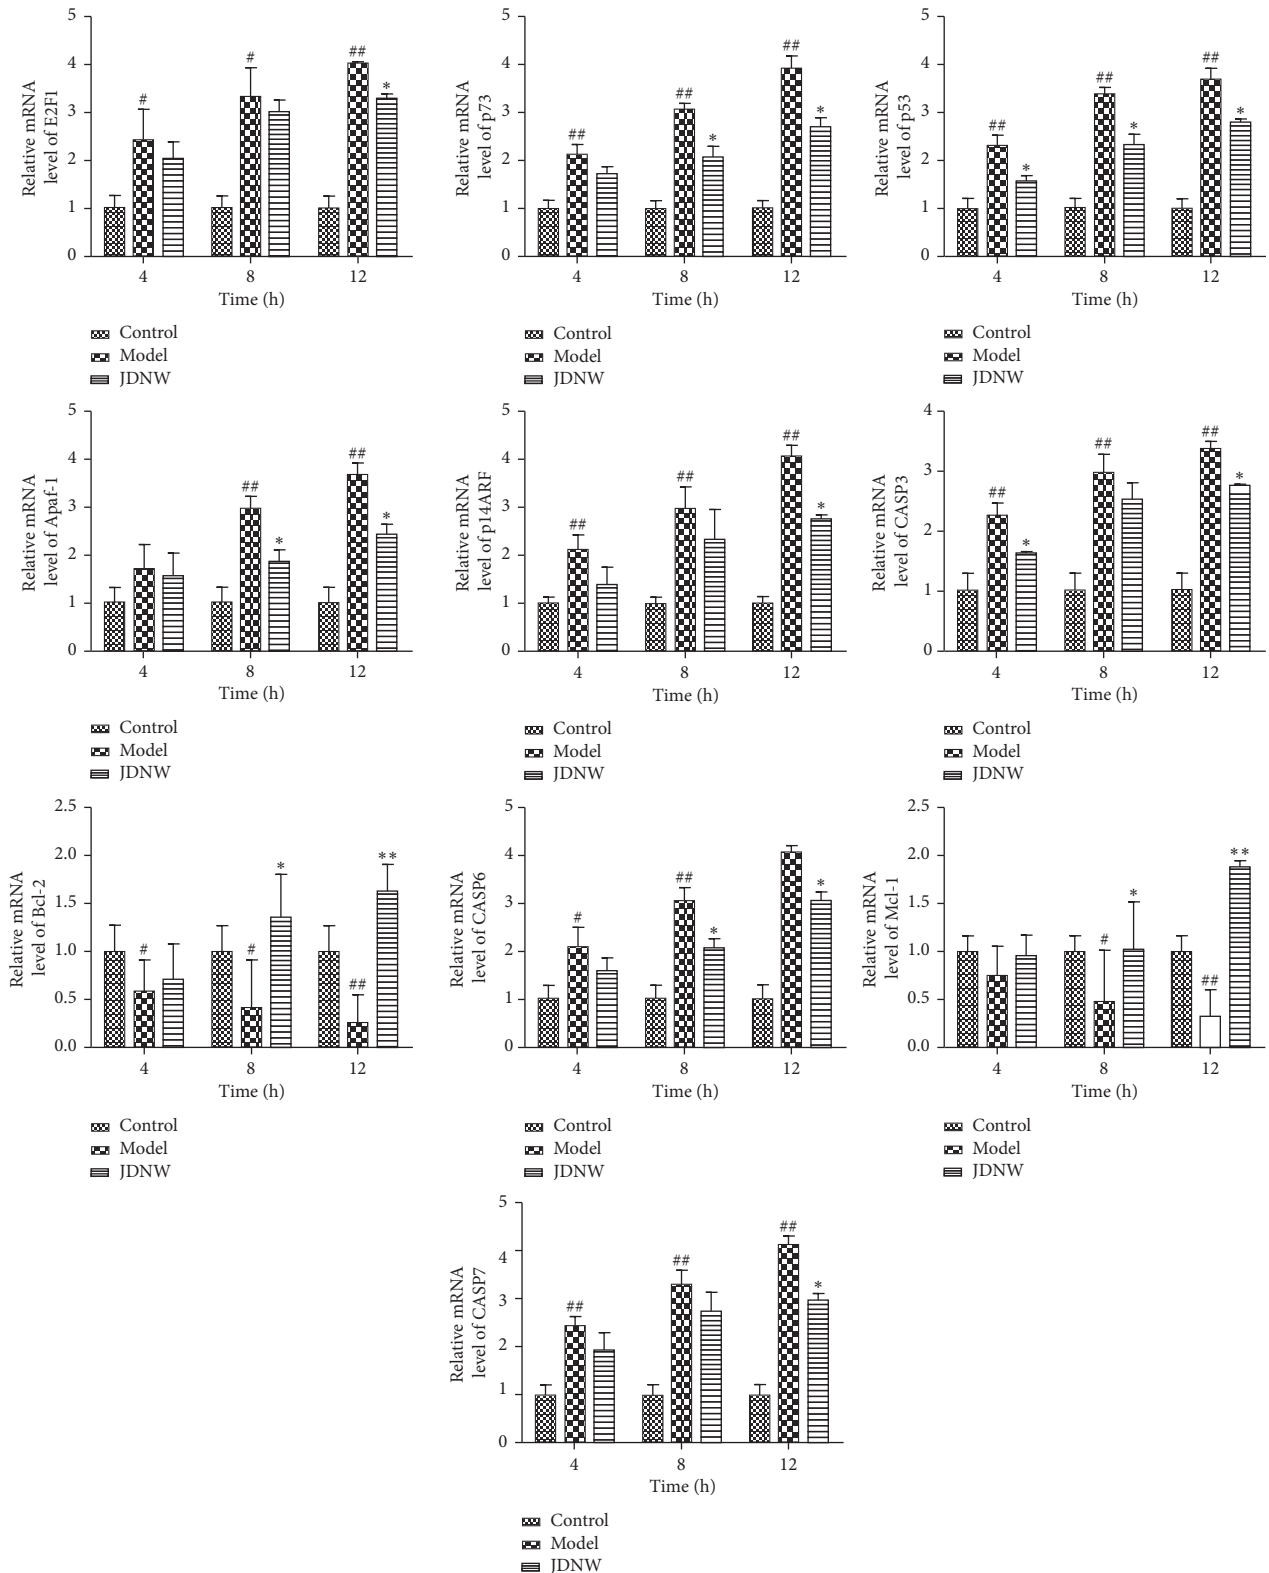 Relative mRNA
level of E2F1
5
4
3
2
1
0
#
#
##
*
4
8
12
Time (h)
Control
Model
JDNW
Relative mRNA
level of p73
5
4
3
2
1
0
##
##
*
##
*
4
8
12
Time (h)
Control
Model
JDNW
Relative mRNA
level of p53
5
4
3
2
1
0
##
*
##
*
##
*
4
8
12
Time (h)
Control
Model
JDNW
Relative mRNA
level of Apaf-1
5
4
3
2
1
0
##
*
##
*
4
8
12
Time (h)
Control
Model
JDNW
Relative mRNA
level of p14ARF
5
4
3
2
1
0
##
##
##
*
4
8
12
Time (h)
Control
Model
JDNW
Relative mRNA
level of CASP3
4
3
2
1
0
##
*
##
##
*
4
8
12
Time (h)
Control
Model
JDNW
Relative mRNA
level of Bcl-2
2.5
2.0
1.5
1.0
0.5
0.0
#
#
*
##
**
4
8
12
Time (h)
Control
Model
JDNW
Relative mRNA
level of CASP6
5
4
3
2
1
0
#
##
*
*
4
8
12
Time (h)
Control
Model
JDNW
Relative mRNA
level of Mcl-1
2.5
2.0
1.5
1.0
0.5
0.0
#
*
##
**
4
8
12
Time (h)
Control
Model
JDNW
Relative mRNA
level of CASP7
5
4
3
2
1
0
##
##
##
*
4
8
12
Time (h)
Control
Model
JDNW